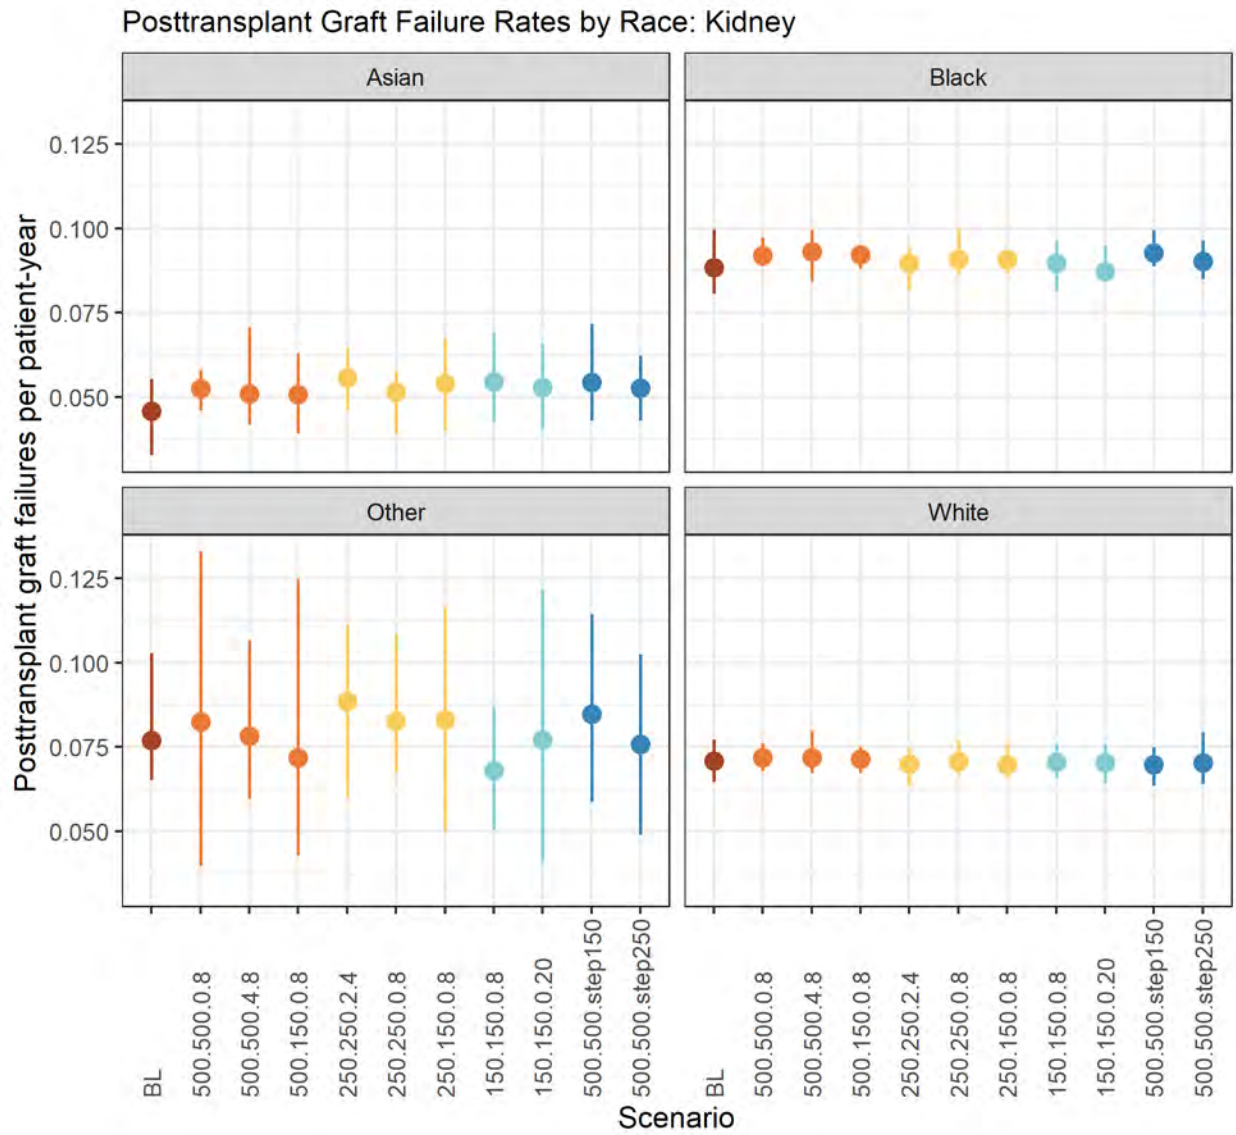 Posttransplant Graft Failure Rates by Race: Kidney
Asian
Black
0.125
0.100
0.075
0.050
Other
White
0.125
0.100
0.075
0.050
Posttransplant graft failures per patient-year
BL
500.500.0.8
500.500.4.8
500.150.0.8
250.250.2.4
250.250.0.8
250.150.0.8
150.150.0.8
150.150.0.20
500.500.step150
500.500.step250
BL
500.500.0.8
500.500.4.8
500.150.0.8
250.250.2.4
250.250.0.8
250.150.0.8
150.150.0.8
150.150.0.20
500.500.step150
500.500.step250
Scenario